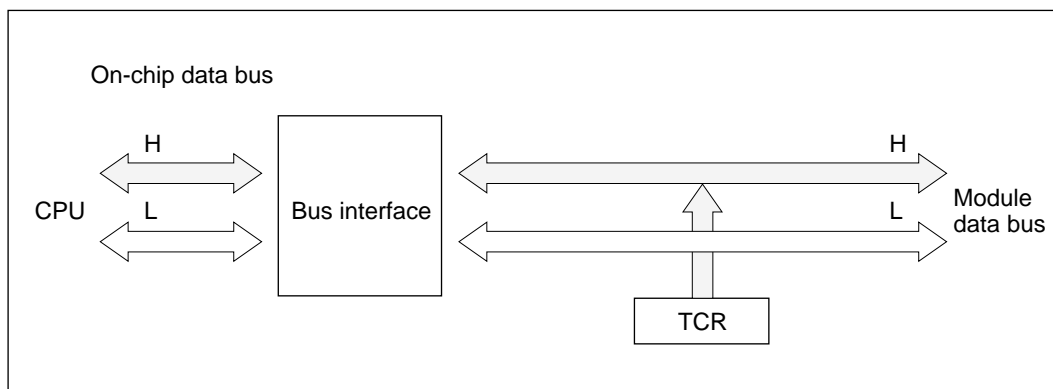 On-chip data bus
H
H
CPU
L
Bus interface
L
Module
data bus
TCR